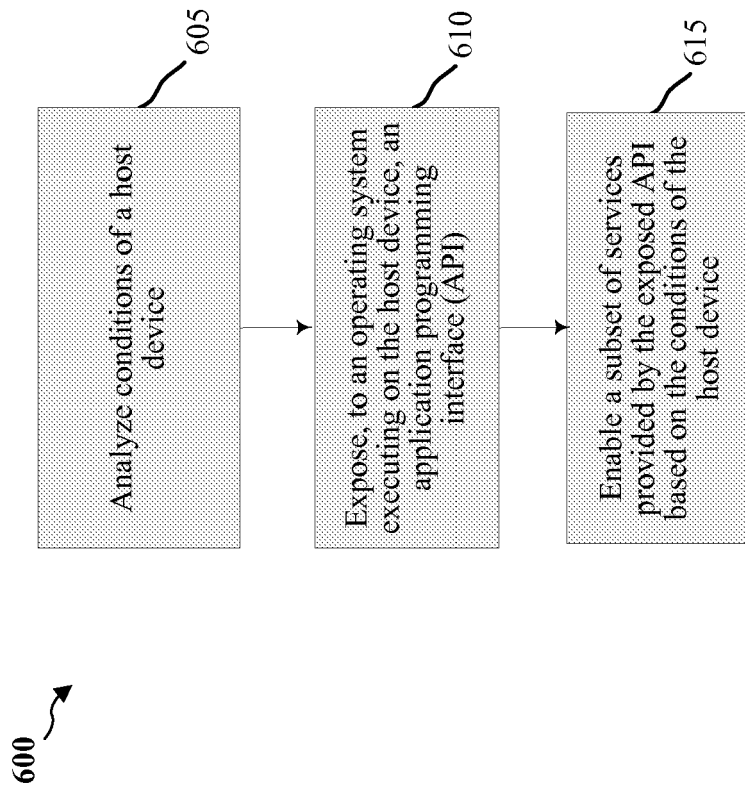 600
Analyze conditions of a host
device
605
Expose, to an operating system
executing on the host device, an
application programming
interface (API)
610
Enable a subset of services
provided by the exposed API
based on the conditions of the
host device
615